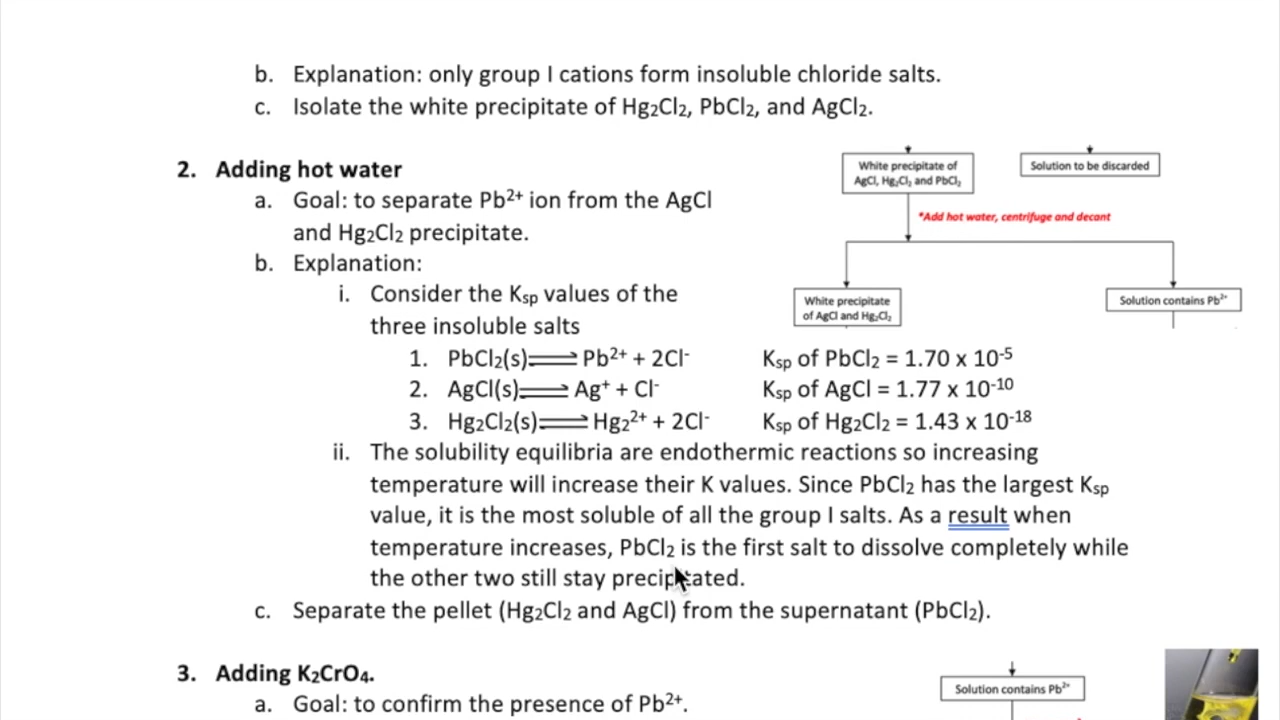 b. Explanation: only group I cations form insoluble chloride salts.
c. Isolate the white precipitate of Hg₂Cl₂, PbCl₂, and AgCl₂.
2. Adding hot water
a. Goal: to separate Pb²⁺ ion from the AgCl
and Hg₂Cl₂ precipitate.
b. Explanation:
i. Consider the Ksp values of the
three insoluble salts
White precipitate of
AgCl, Hg₂Cl₂ and PbCl₂
Solution to be discarded
*Add hot water, centrifuge and decant
White precipitate
of AgCl and Hg₂Cl₂
Solution contains Pb²⁺
1. PbCl₂(s)⇌Pb²⁺ + 2Cl⁻ Ksp of PbCl₂ = 1.70 x 10⁻⁵
2. AgCl(s)⇌Ag⁺ + Cl⁻ Ksp of AgCl = 1.77 x 10⁻¹⁰
3. Hg₂Cl₂(s)⇌Hg₂²⁺ + 2Cl⁻ Ksp of Hg₂Cl₂ = 1.43 x 10⁻¹⁸
ii. The solubility equilibria are endothermic reactions so increasing
temperature will increase their K values. Since PbCl₂ has the largest Ksp
value, it is the most soluble of all the group I salts. As a result when
temperature increases, PbCl₂ is the first salt to dissolve completely while
the other two still stay precipitated.
c. Separate the pellet (Hg₂Cl₂ and AgCl) from the supernatant (PbCl₂).
3. Adding K₂CrO₄.
a. Goal: to confirm the presence of Pb²⁺.
Solution contains Pb²⁺